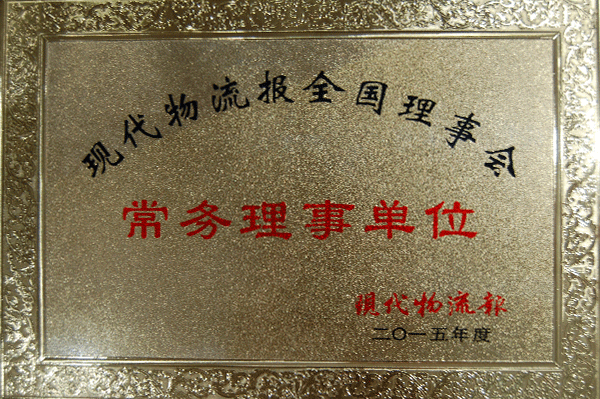 现代物流报全国理事会
常务理事单位
现代物流报
二〇一五年度